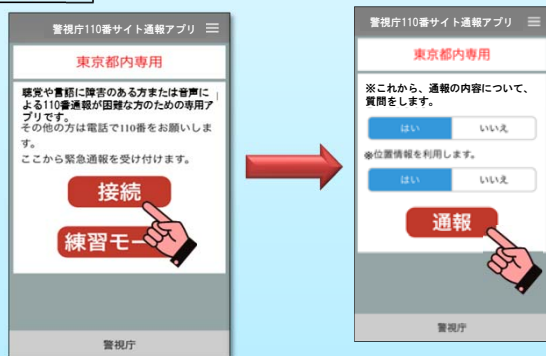 警視庁110番サイト通報アプリ
東京都内専用
聴覚や言語に障害のある方または音声に
よる110番通報が困難な方のための専用ア
プリです。
その他の方は電話で110番をお願いしま
す。
ここから緊急通報を受け付けます。
接続
練習モー
警視庁
警視庁110番サイト通報アプリ
東京都内専用
※これから、通報の内容について、
質問をします。
はい いいえ
※位置情報を利用します。
はい いいえ
通報
警視庁